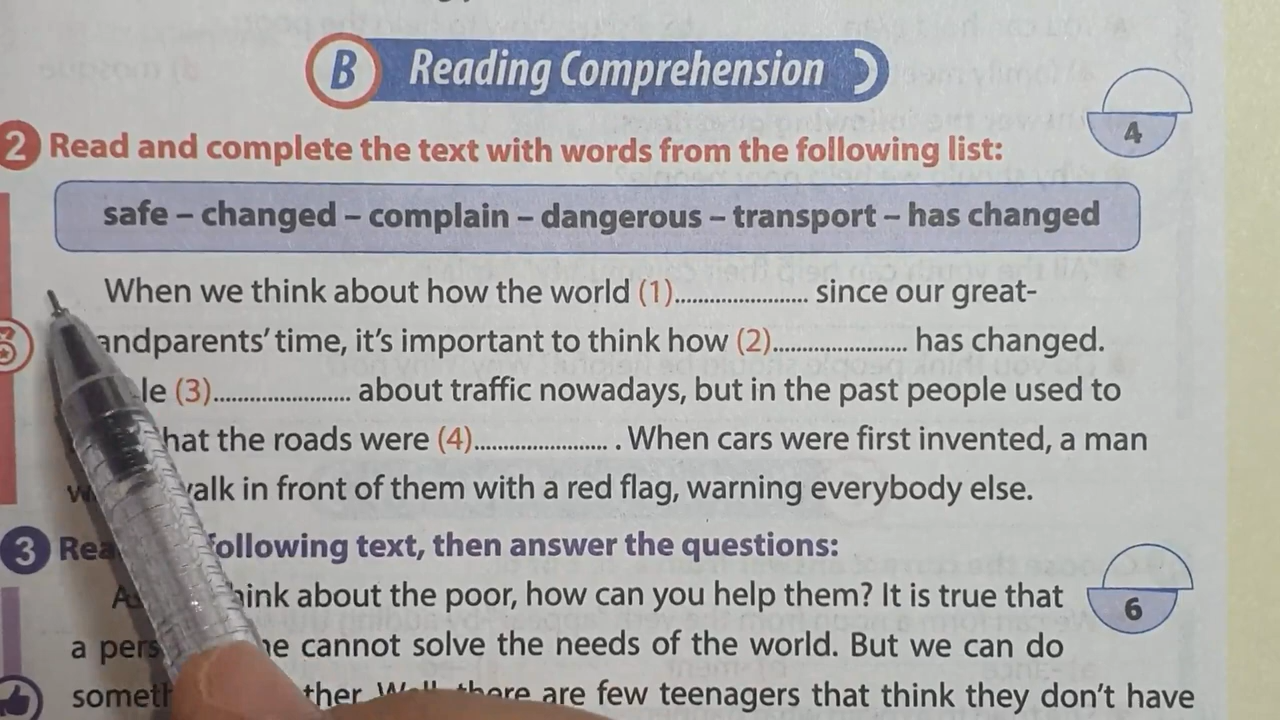 B Reading Comprehension
4
2 Read and complete the text with words from the following list:
safe – changed – complain – dangerous – transport – has changed
When we think about how the world (1)...................... since our great-
andparents' time, it's important to think how (2)...................... has changed.
le (3)...................... about traffic nowadays, but in the past people used to
hat the roads were (4)...................... . When cars were first invented, a man
alk in front of them with a red flag, warning everybody else.
3 Rea following text, then answer the questions:
hink about the poor, how can you help them? It is true that
6
a pers ne cannot solve the needs of the world. But we can do
someth ther. Well, there are few teenagers that think they don't have